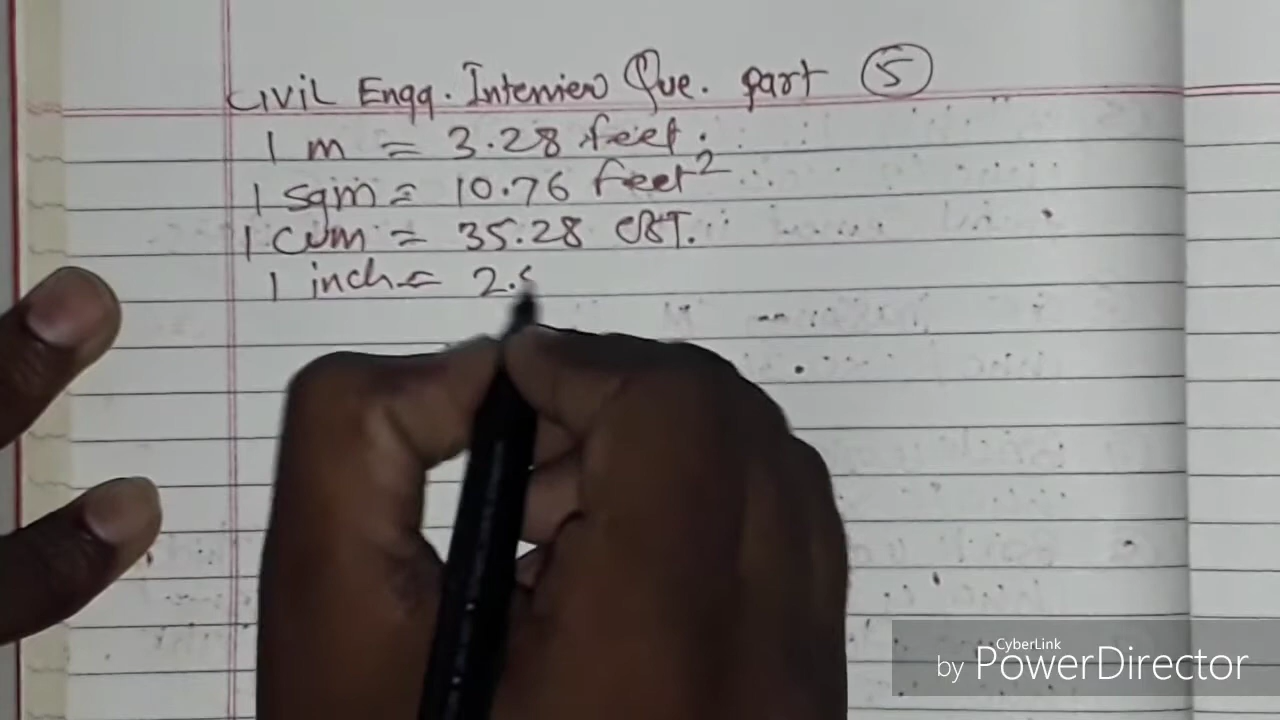 Civil Engg. Interview Que. part 5
1 m = 3.28 feet.
1 sqm = 10.76 feet²
1 cum = 35.28 CFT.
1 inch = 2.
CyberLink
by PowerDirector